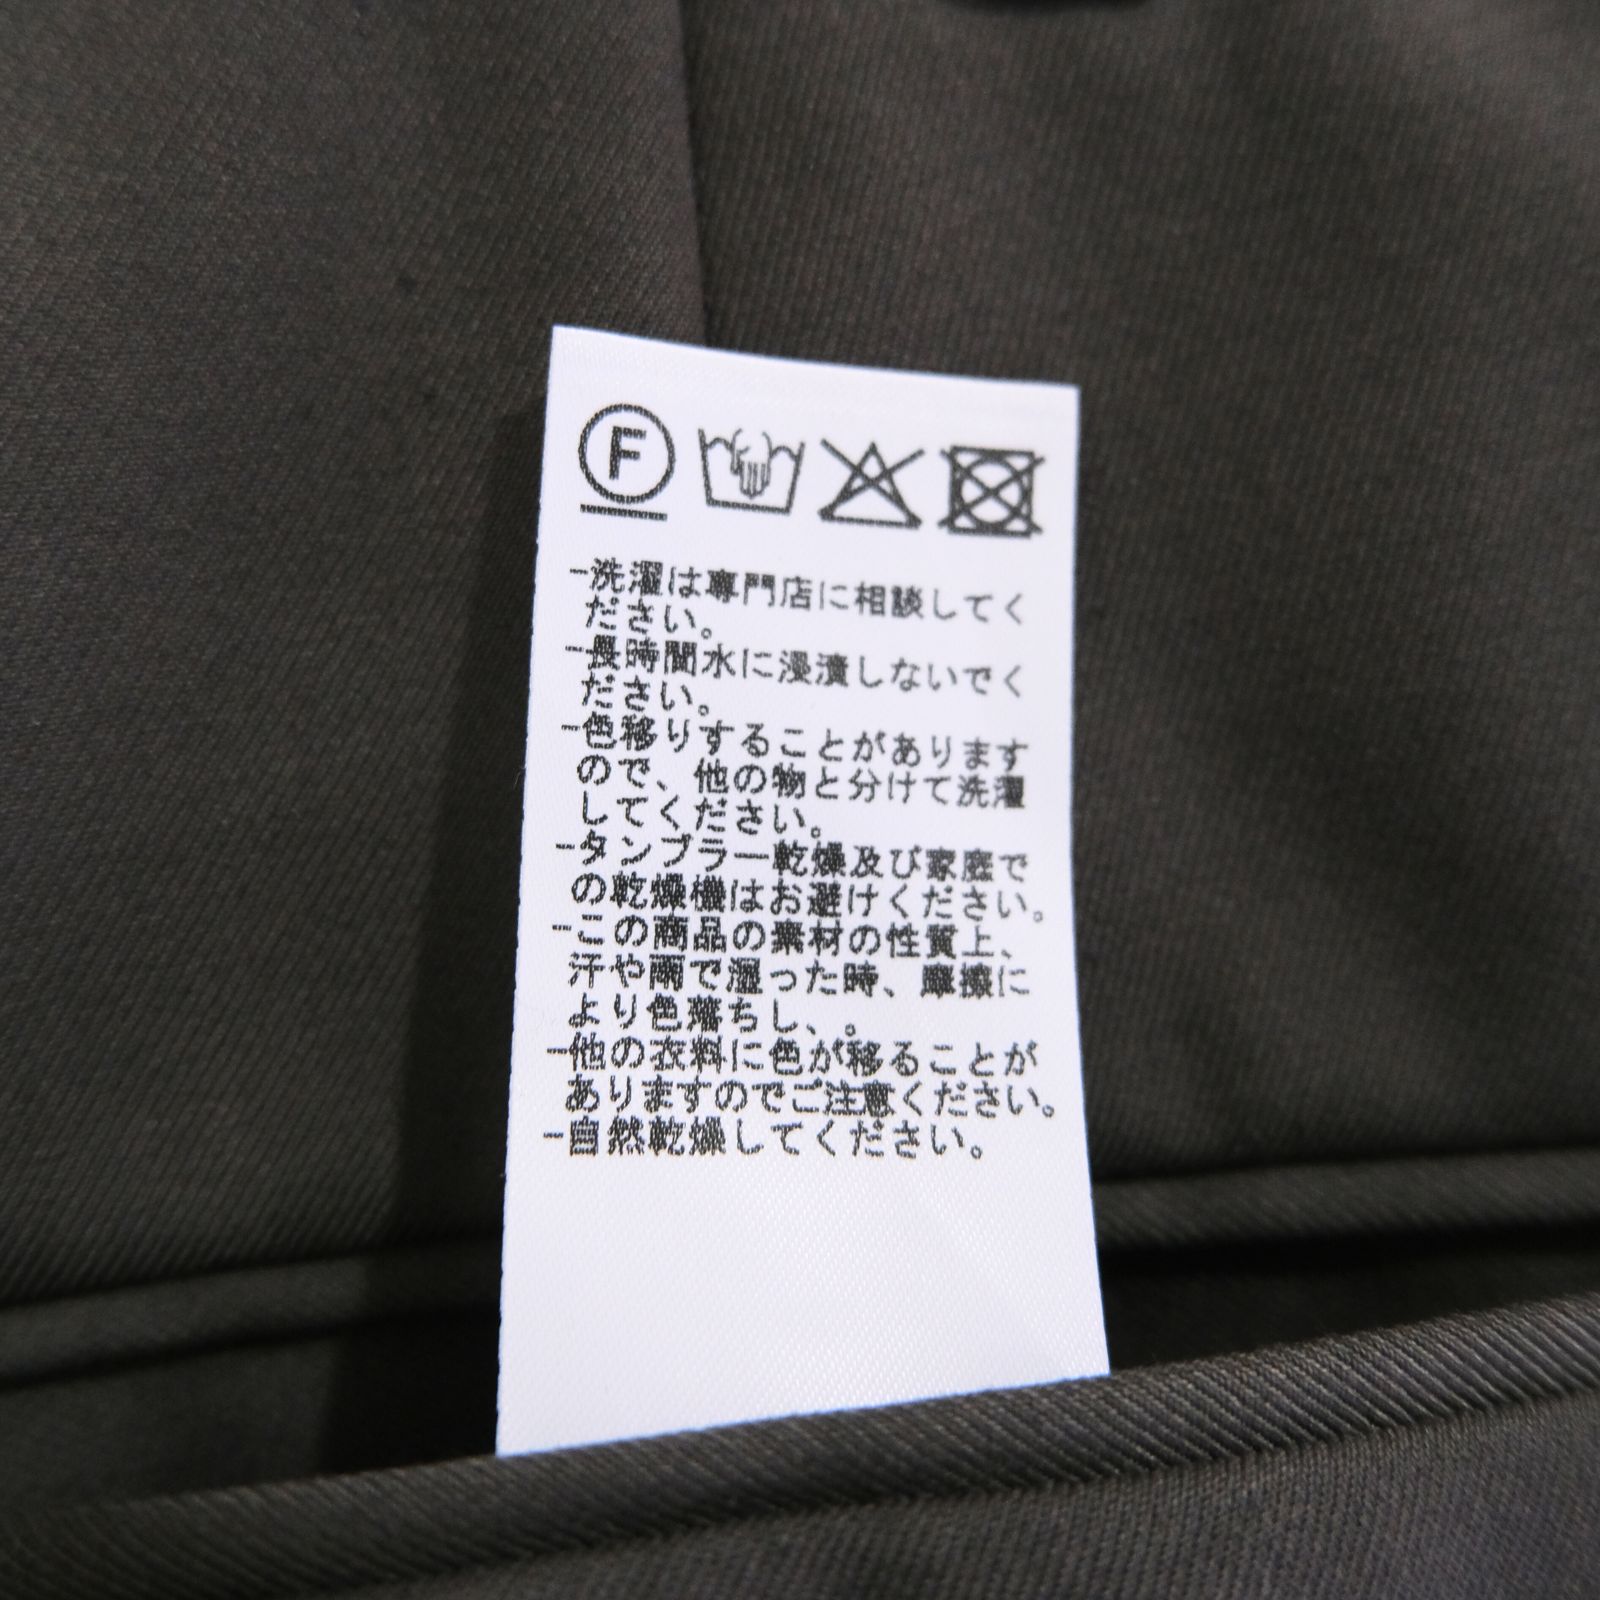 F
-洗濯は専門店に相談してく
ださい。
-長時間水に浸漬しないでく
ださい。
-色移りすることがあります
ので、他の物と分けて洗濯
してください。
-タンブラー乾燥及び家庭で
の乾燥機はお避けください。
-この商品の素材の性質上、
汗や雨で湿った時、摩擦に
より色落ちし、。
-他の衣料に色が移ることが
ありますのでご注意ください。
-自然乾燥してください。